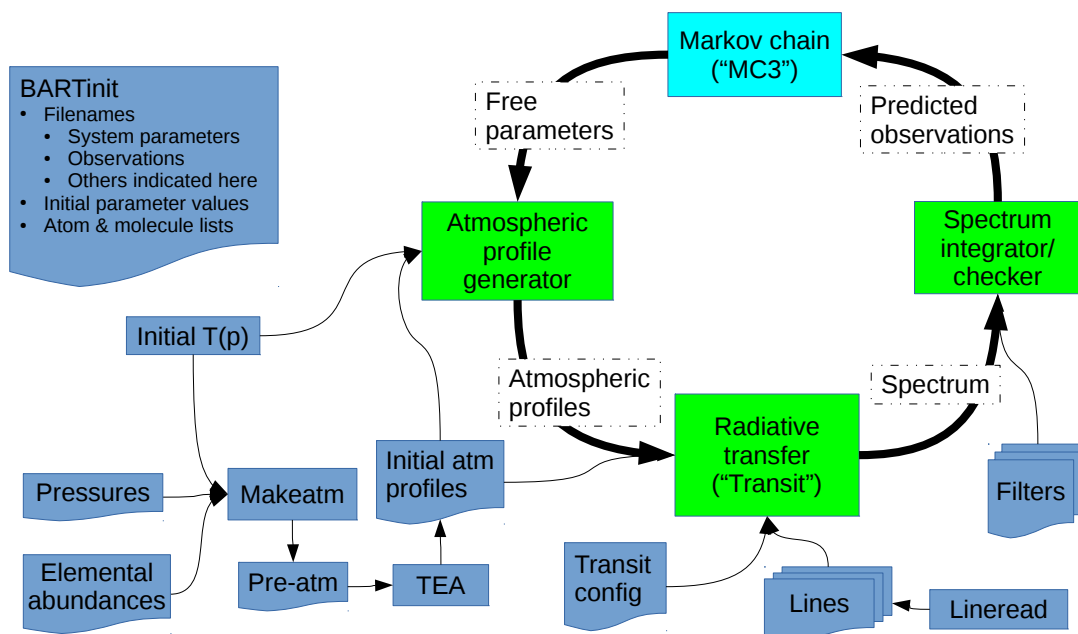 Markov chain
("MC3")
BARTinit
• Filenames
• System parameters
• Observations
• Others indicated here
• Initial parameter values
• Atom & molecule lists
Free
parameters
Predicted
observations
Atmospheric
profile
generator
Spectrum
integrator/
checker
Initial T(p)
Atmospheric
profiles
Spectrum
Radiative
transfer
("Transit")
Initial atm
profiles
Pressures
Makeatm
Filters
Elemental
abundances
Pre-atm
TEA
Transit
config
Lines
Lineread